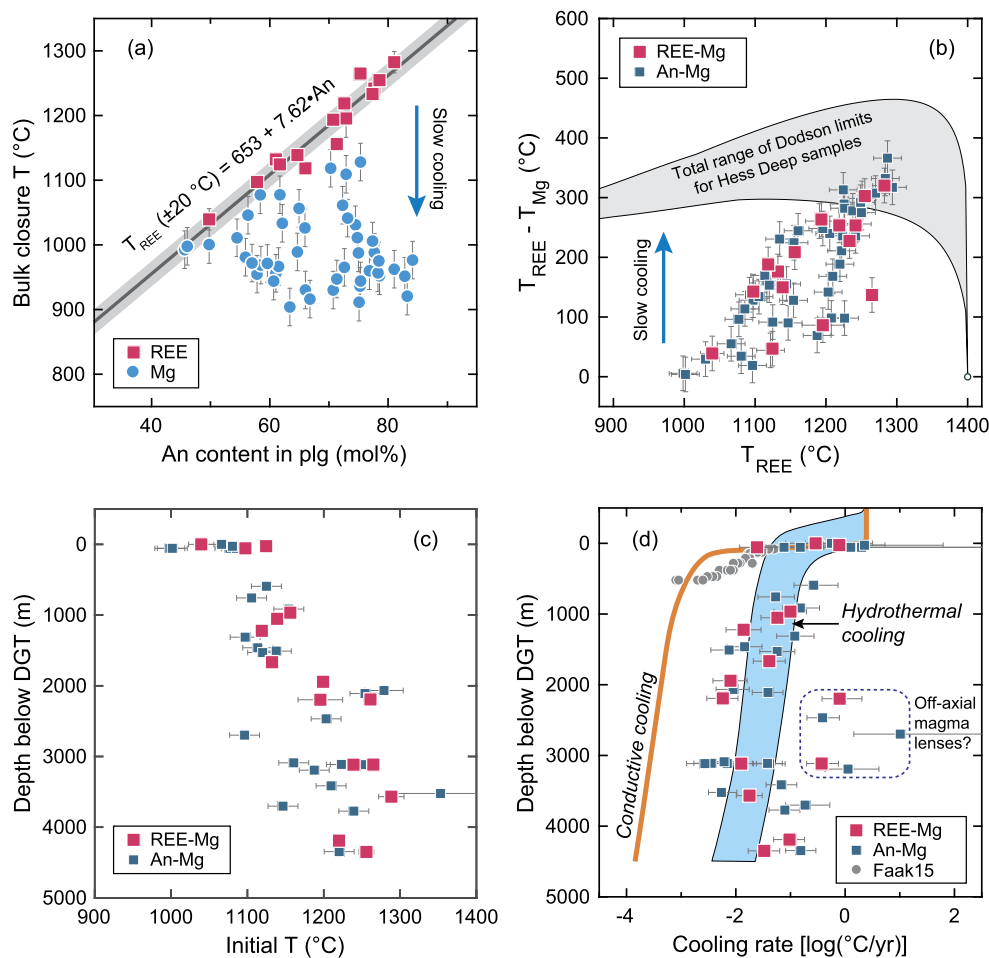 (a)
1300
1200
1100
1000
900
800
Bulk closure T (°C)
T_REE (±20 °C) = 653 + 7.62•An
Slow cooling
REE
Mg
40
60
80
An content in plg (mol%)
(b)
600
500
400
300
200
100
0
T_REE - T_Mg (°C)
REE-Mg
An-Mg
Total range of Dodson limits
for Hess Deep samples
Slow cooling
900
1000
1100
1200
1300
1400
T_REE (°C)
(c)
0
1000
2000
3000
4000
5000
Depth below DGT (m)
REE-Mg
An-Mg
900
1000
1100
1200
1300
1400
Initial T (°C)
(d)
0
1000
2000
3000
4000
5000
Depth below DGT (m)
Hydrothermal
cooling
Conductive cooling
Off-axial
magma
lenses?
REE-Mg
An-Mg
Faak15
-4
-2
0
2
Cooling rate [log(°C/yr)]